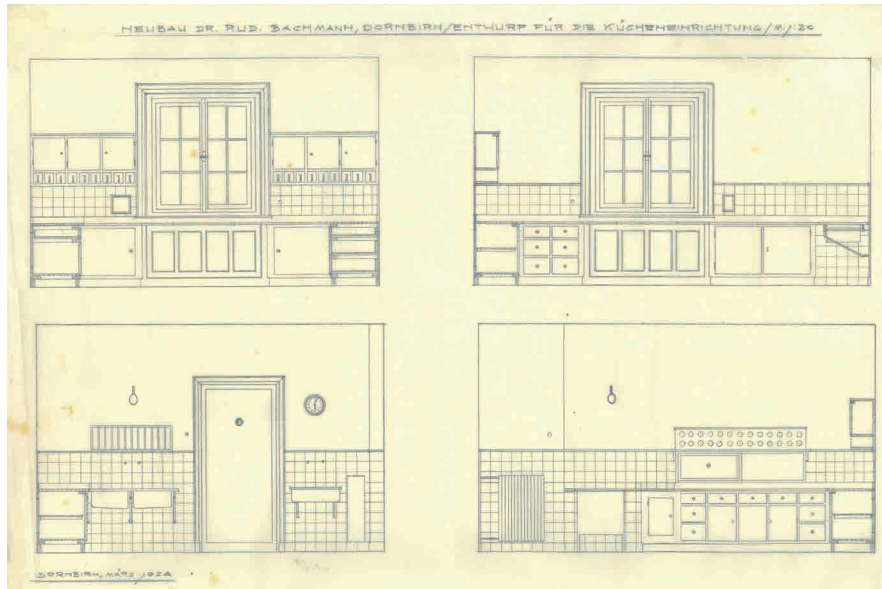 NEUBAU DR. RUD. BACHMANN, DORNBIRN/ENTWURF FÜR DIE KÜCHENEINRICHTUNG/M/1:20
DORNBIRN, MÄRZ 1924